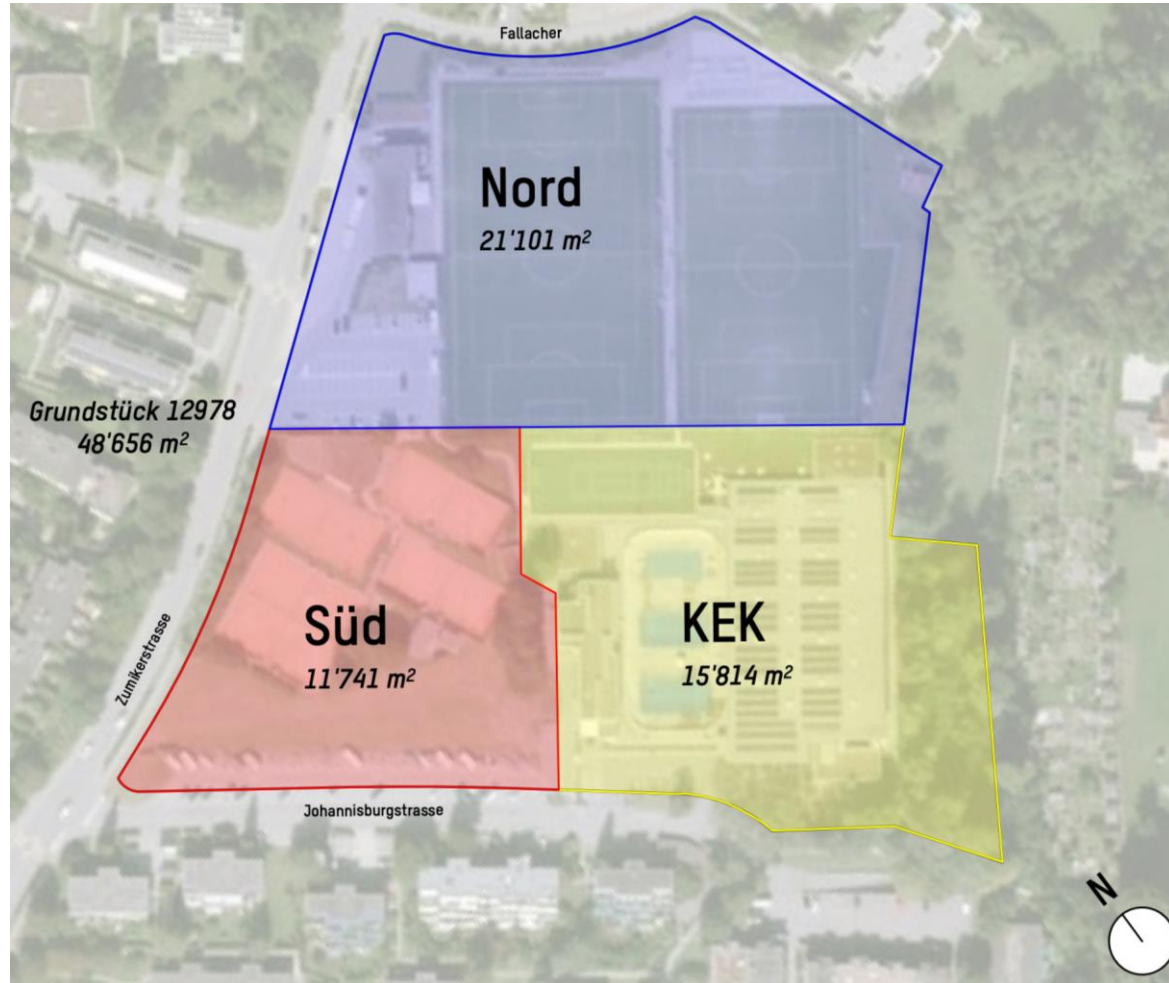 Fallacher
Nord
21'101 m²
Grundstück 12978
48'656 m²
Süd
11'741 m²
KEK
15'814 m²
Zumikerstrasse
Johannisburgstrasse
N